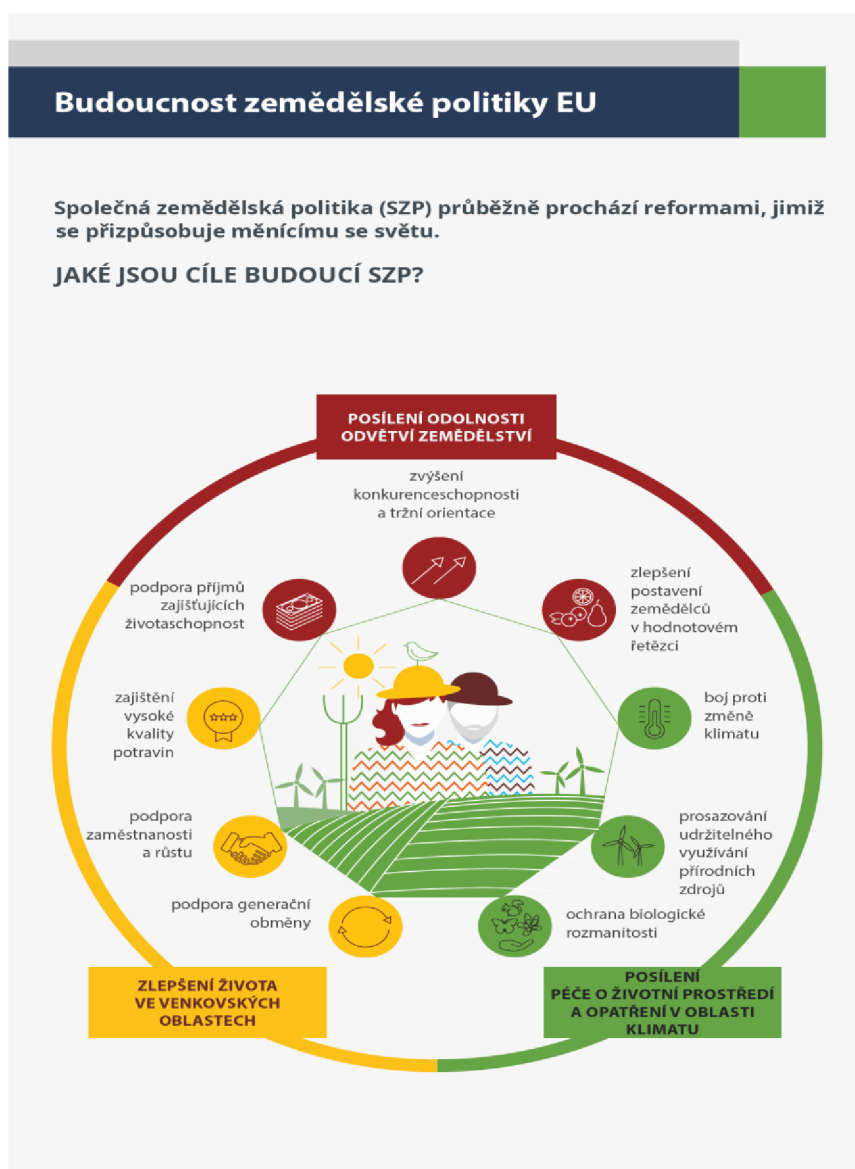 Budoucnost zemědělské politiky EU
Společná zemědělská politika (SZP) průběžně prochází reformami, jimiž
se přizpůsobuje měnícímu se světu.
JAKÉ JSOU CÍLE BUDOUCÍ SZP?
POSÍLENÍ ODOLNOSTI
ODVĚTVÍ ZEMĚDĚLSTVÍ
zvýšení
konkurenceschopnosti
a tržní orientace
podpora příjmů
zajišťujících
životaschopnost
zlepšení
postavení
zemědělců
v hodnotovém
řetězci
zajištění
vysoké
kvality
potravin
boj proti
změně
klimatu
podpora
zaměstnanosti
a růstu
prosazování
udržitelného
využívání
přírodních
zdrojů
podpora generační
obměny
ochrana biologické
rozmanitosti
ZLEPŠENÍ ŽIVOTA
VE VENKOVSKÝCH
OBLASTECH
POSÍLENÍ
PÉČE O ŽIVOTNÍ PROSTŘEDÍ
A OPATŘENÍ V OBLASTI
KLIMATU